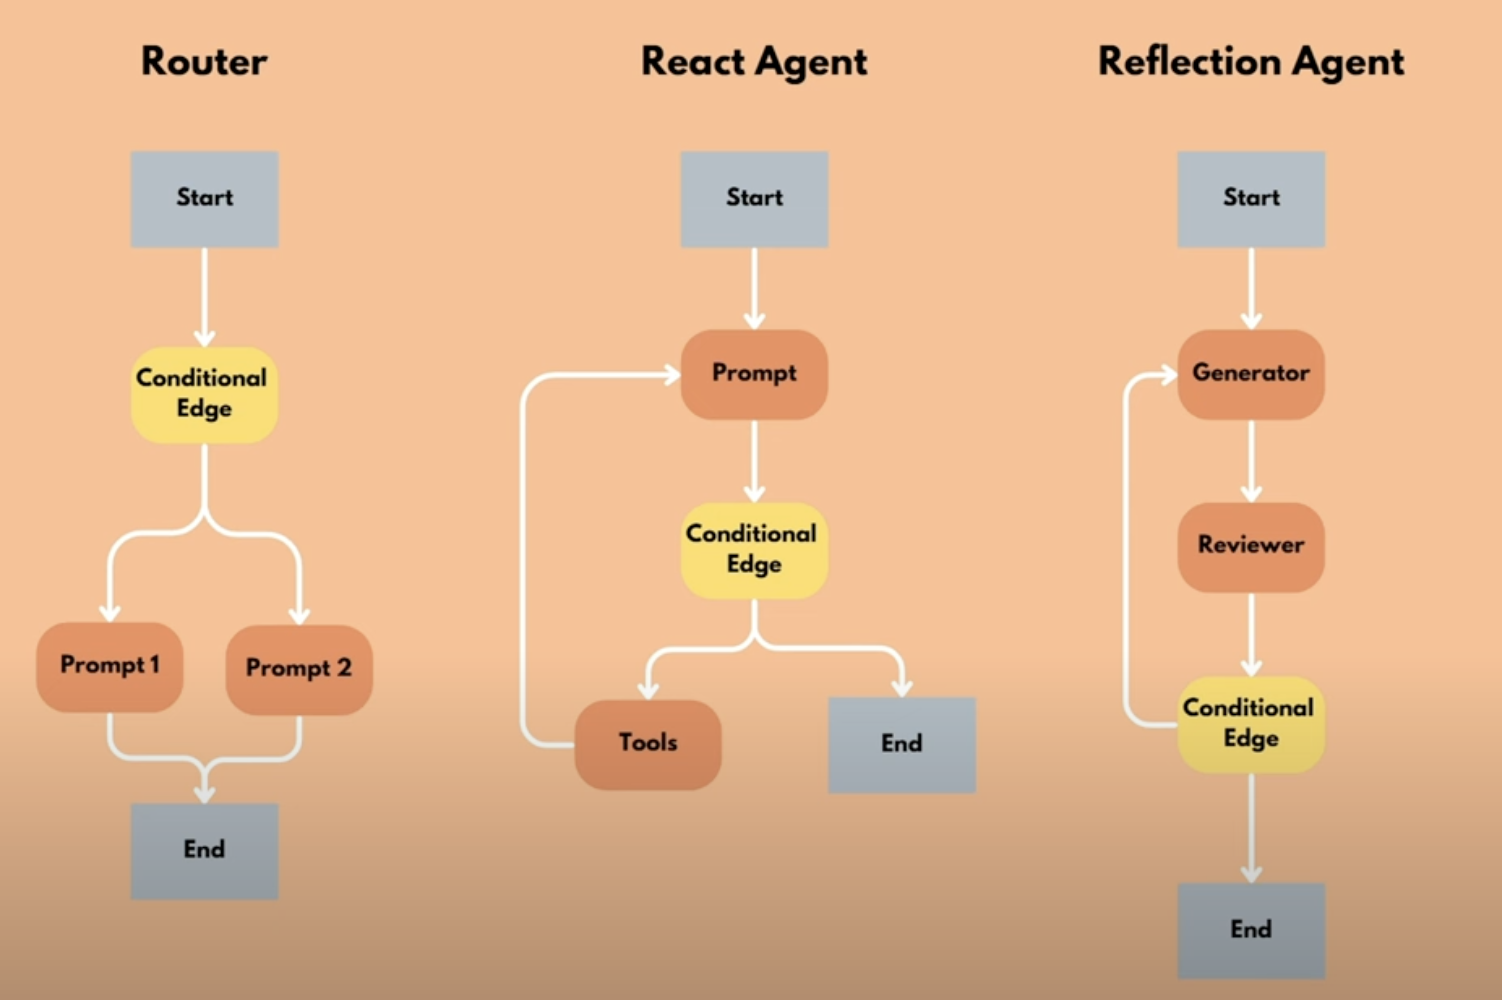 Router
Start
Conditional
Edge
Prompt 1
Prompt 2
End
React Agent
Start
Prompt
Conditional
Edge
Tools
End
Reflection Agent
Start
Generator
Reviewer
Conditional
Edge
End